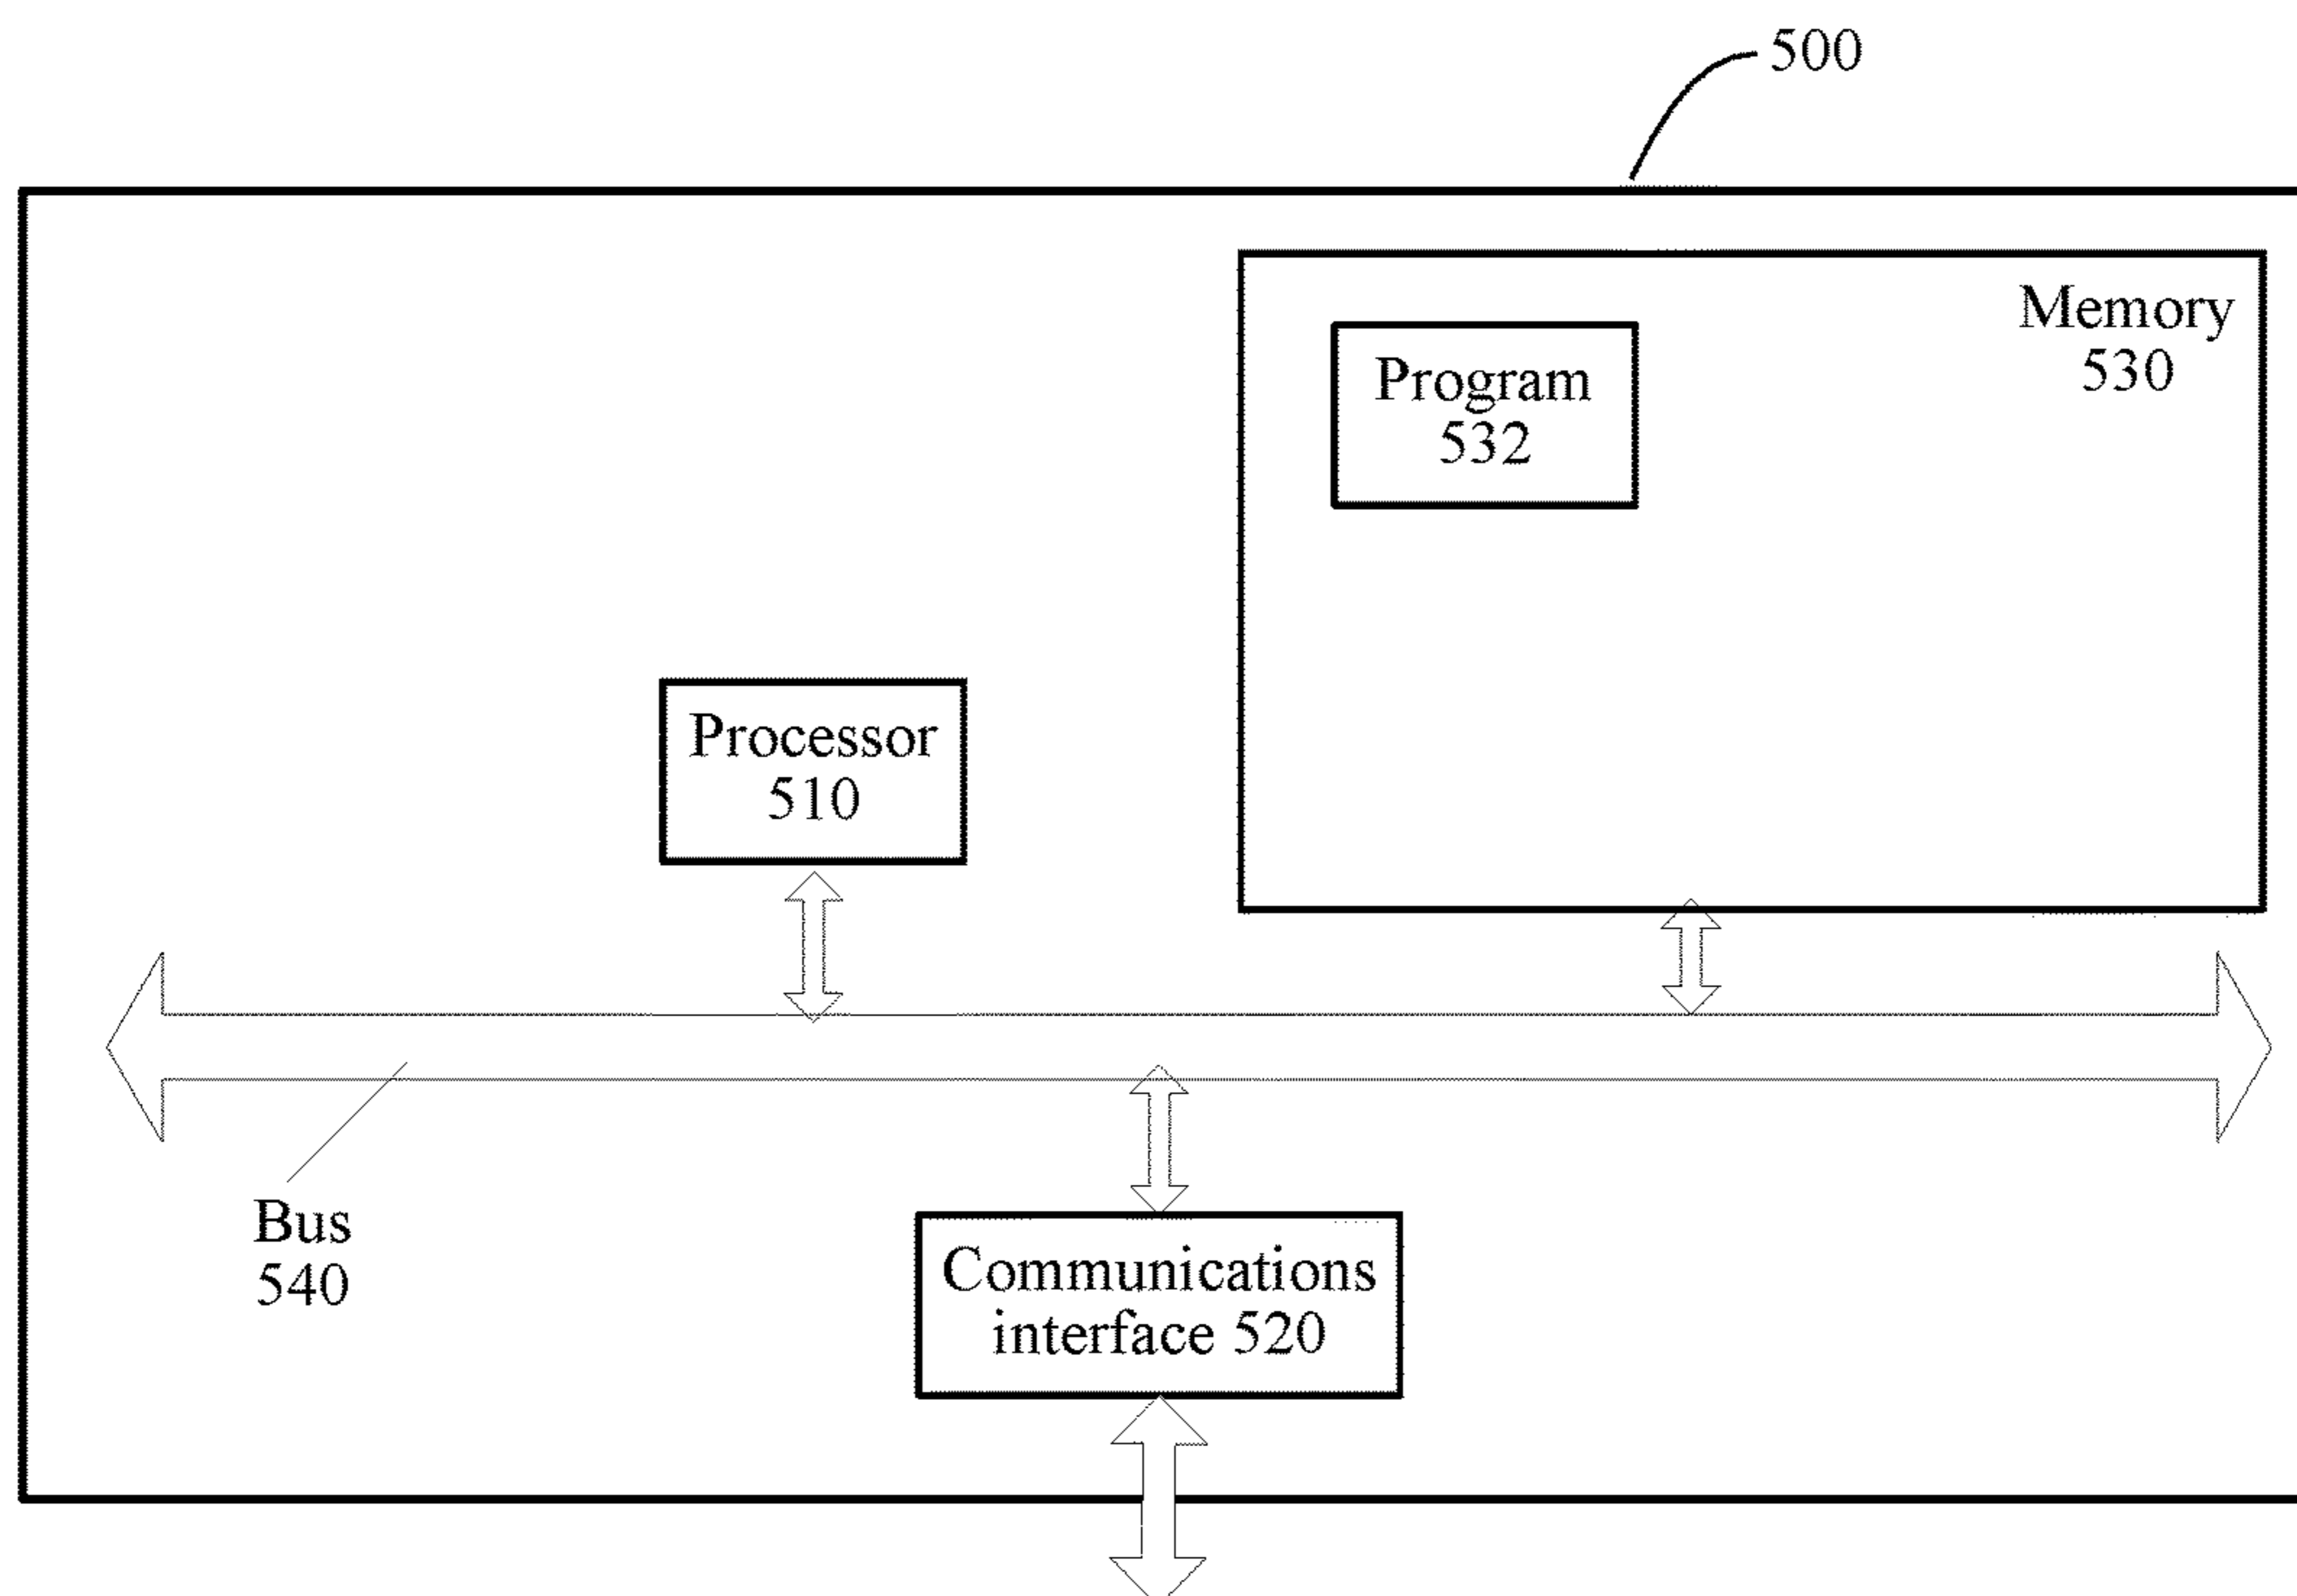 500
Memory
530
Program
532
Processor
510
Bus
540
Communications
interface 520